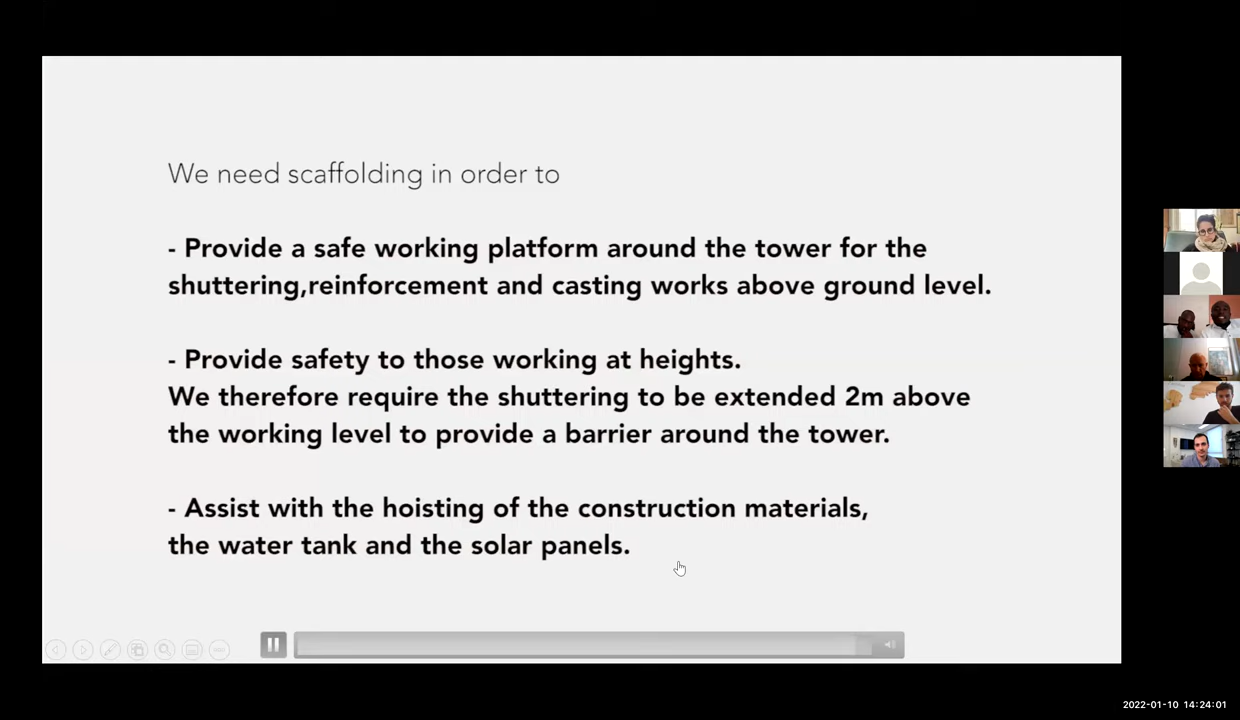 We need scaffolding in order to
- Provide a safe working platform around the tower for the
shuttering,reinforcement and casting works above ground level.
- Provide safety to those working at heights.
We therefore require the shuttering to be extended 2m above
the working level to provide a barrier around the tower.
- Assist with the hoisting of the construction materials,
the water tank and the solar panels.
2022-01-10 14:24:01